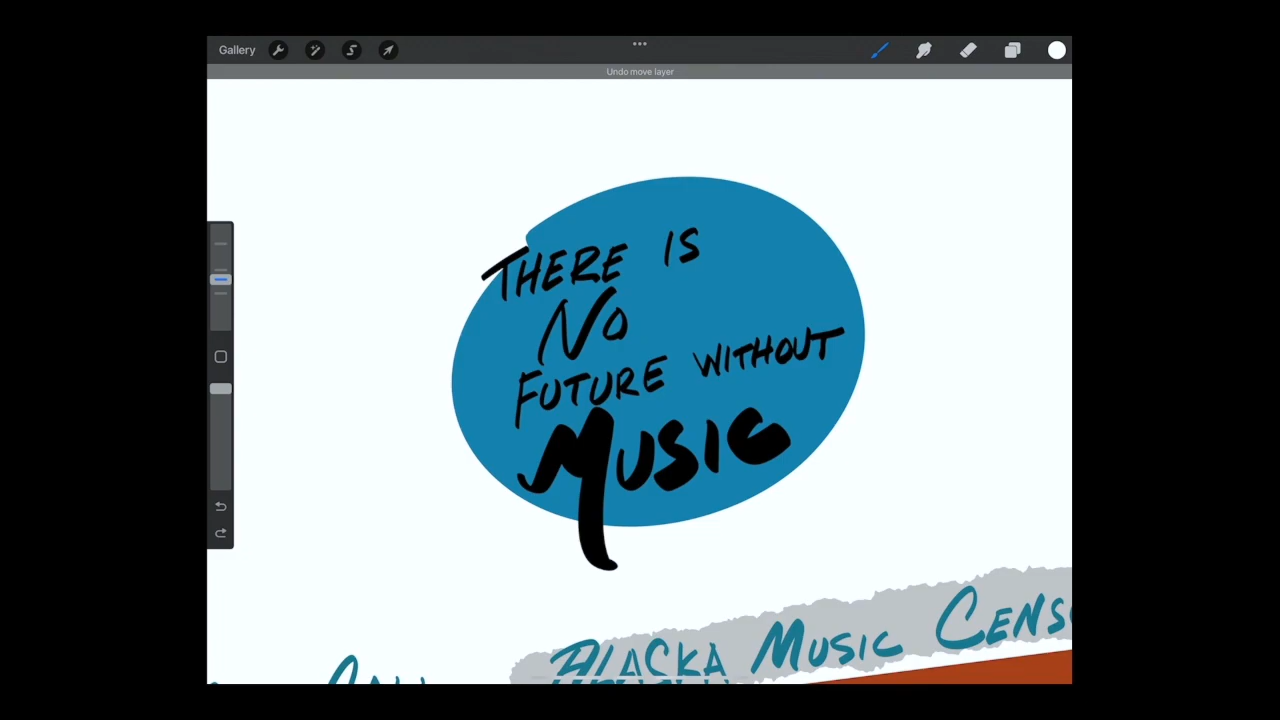 Gallery
Undo move layer
THERE IS
NO
FUTURE WITHOUT
MUSIC
MUSIC